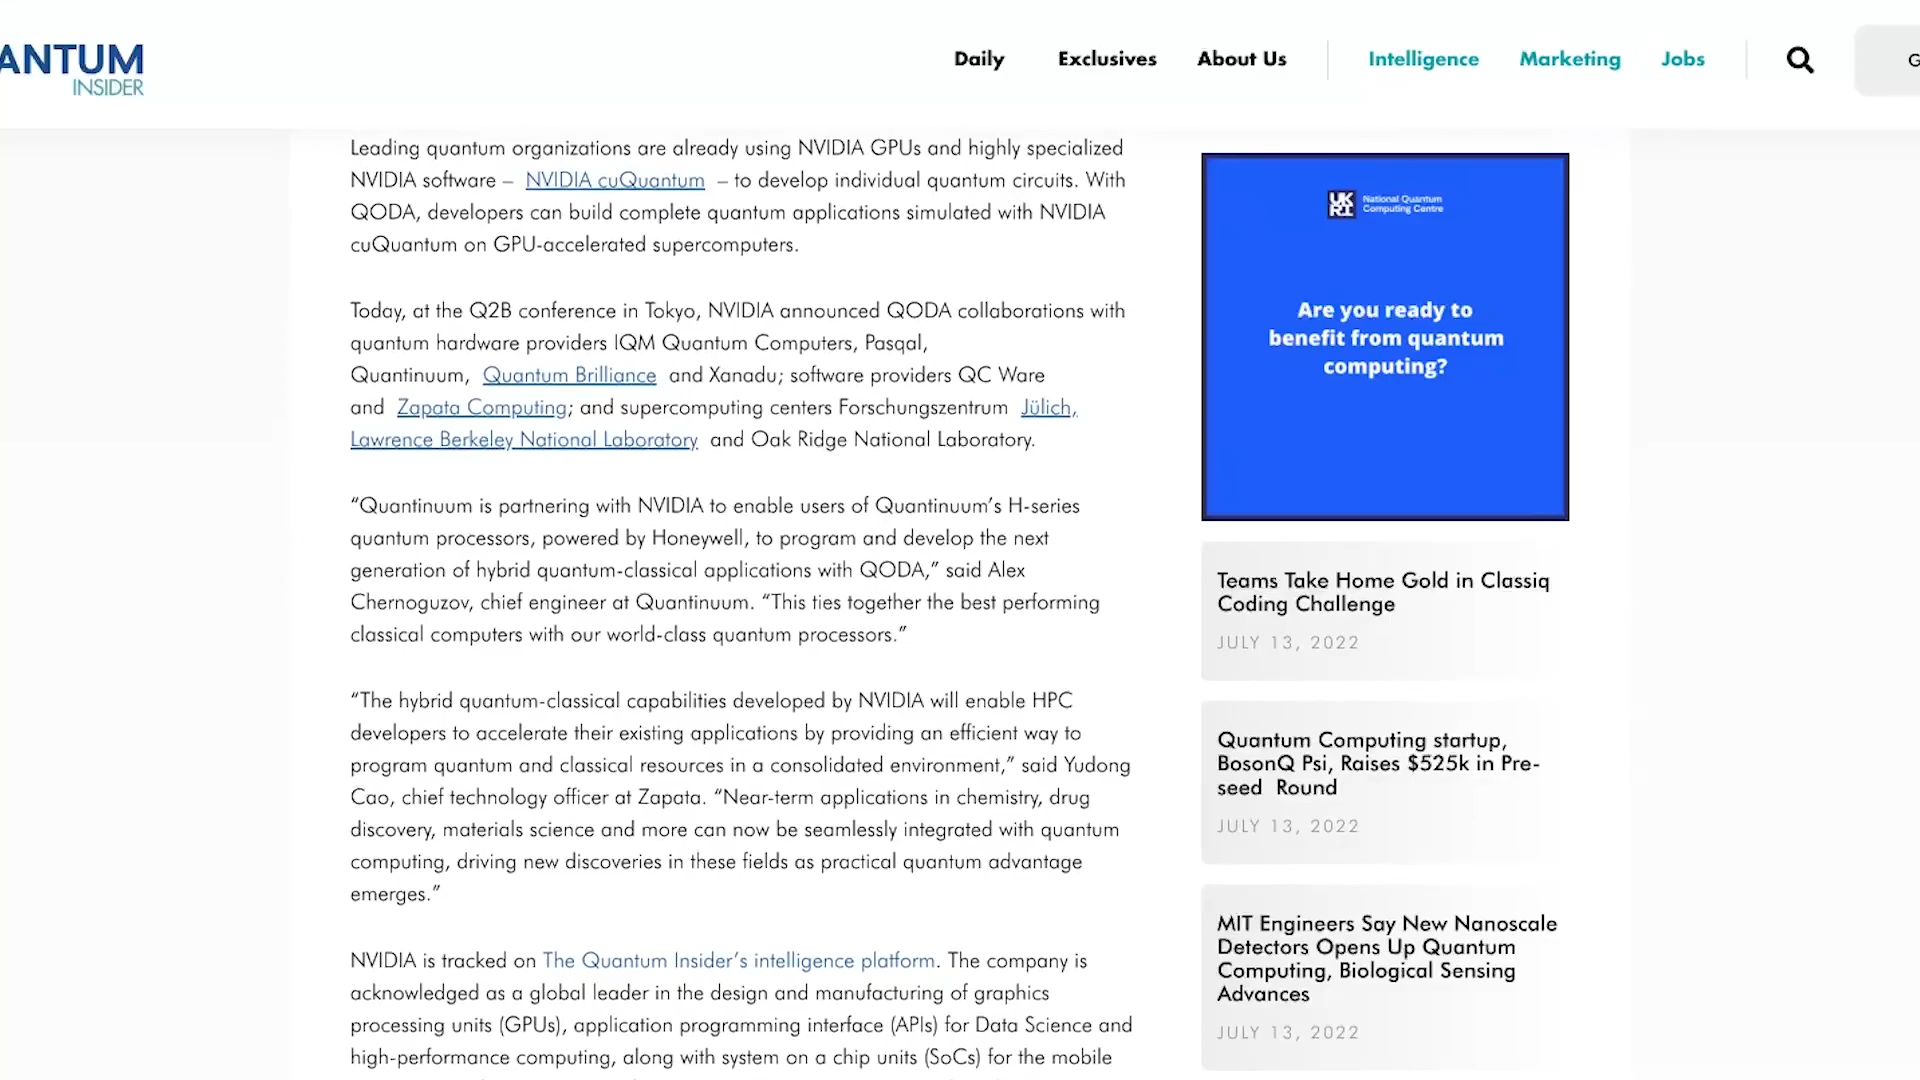 ANTUM
INSIDER
Daily Exclusives About Us Intelligence Marketing Jobs G
Leading quantum organizations are already using NVIDIA GPUs and highly specialized
NVIDIA software – NVIDIA cuQuantum – to develop individual quantum circuits. With
QODA, developers can build complete quantum applications simulated with NVIDIA
cuQuantum on GPU-accelerated supercomputers.
Today, at the Q2B conference in Tokyo, NVIDIA announced QODA collaborations with
quantum hardware providers IQM Quantum Computers, Pasqal,
Quantinuum, Quantum Brilliance and Xanadu; software providers QC Ware
and Zapata Computing; and supercomputing centers Forschungszentrum Jülich,
Lawrence Berkeley National Laboratory and Oak Ridge National Laboratory.
“Quantinuum is partnering with NVIDIA to enable users of Quantinuum’s H-series
quantum processors, powered by Honeywell, to program and develop the next
generation of hybrid quantum-classical applications with QODA,” said Alex
Chernoguzov, chief engineer at Quantinuum. “This ties together the best performing
classical computers with our world-class quantum processors.”
“The hybrid quantum-classical capabilities developed by NVIDIA will enable HPC
developers to accelerate their existing applications by providing an efficient way to
program quantum and classical resources in a consolidated environment,” said Yudong
Cao, chief technology officer at Zapata. “Near-term applications in chemistry, drug
discovery, materials science and more can now be seamlessly integrated with quantum
computing, driving new discoveries in these fields as practical quantum advantage
emerges.”
NVIDIA is tracked on The Quantum Insider’s intelligence platform. The company is
acknowledged as a global leader in the design and manufacturing of graphics
processing units (GPUs), application programming interface (APIs) for Data Science and
high-performance computing, along with system on a chip units (SoCs) for the mobile
UK
RI
National Quantum
Computing Centre
Are you ready to
benefit from quantum
computing?
Teams Take Home Gold in Classiq
Coding Challenge
JULY 13, 2022
Quantum Computing startup,
BosonQ Psi, Raises $525k in Pre-
seed Round
JULY 13, 2022
MIT Engineers Say New Nanoscale
Detectors Opens Up Quantum
Computing, Biological Sensing
Advances
JULY 13, 2022